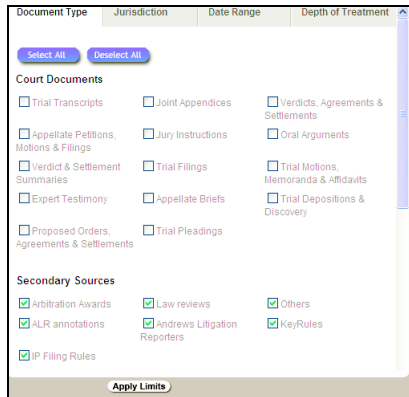 Document Type Jurisdiction Date Range Depth of Treatment
Select All Deselect All
Court Documents
Trial Transcripts Joint Appendices Verdicts, Agreements &
Settlements
Appellate Petitions, Jury Instructions Oral Arguments
Motions & Filings
Verdict & Settlement Trial Filings Trial Motions,
Summaries Memoranda & Affidavits
Expert Testimony Appellate Briefs Trial Depositions &
Discovery
Proposed Orders, Trial Pleadings
Agreements & Settlements
Secondary Sources
Arbitration Awards Law reviews Others
ALR annotations Andrews Litigation KeyRules
Reporters
IP Filing Rules
Apply Limits